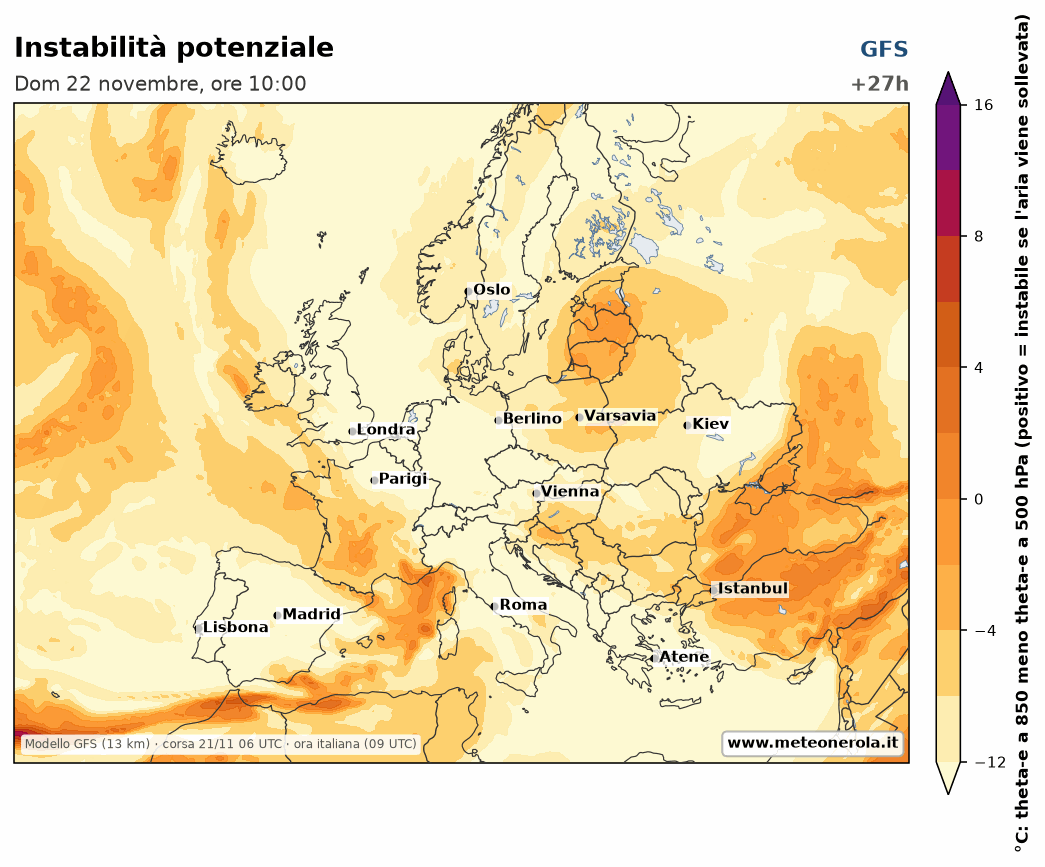 Instabilità potenziale
GFS
Dom 22 novembre, ore 10:00
+27h
16
8
4
0
−4
−12
°C: theta-e a 850 meno theta-e a 500 hPa (positivo = instabile se l'aria viene sollevata)
Oslo
Berlino
Varsavia
Kiev
Londra
Parigi
Vienna
Istanbul
Roma
Madrid
Lisbona
Atene
Modello GFS (13 km) · corsa 21/11 06 UTC · ora italiana (09 UTC)
www.meteonerola.it